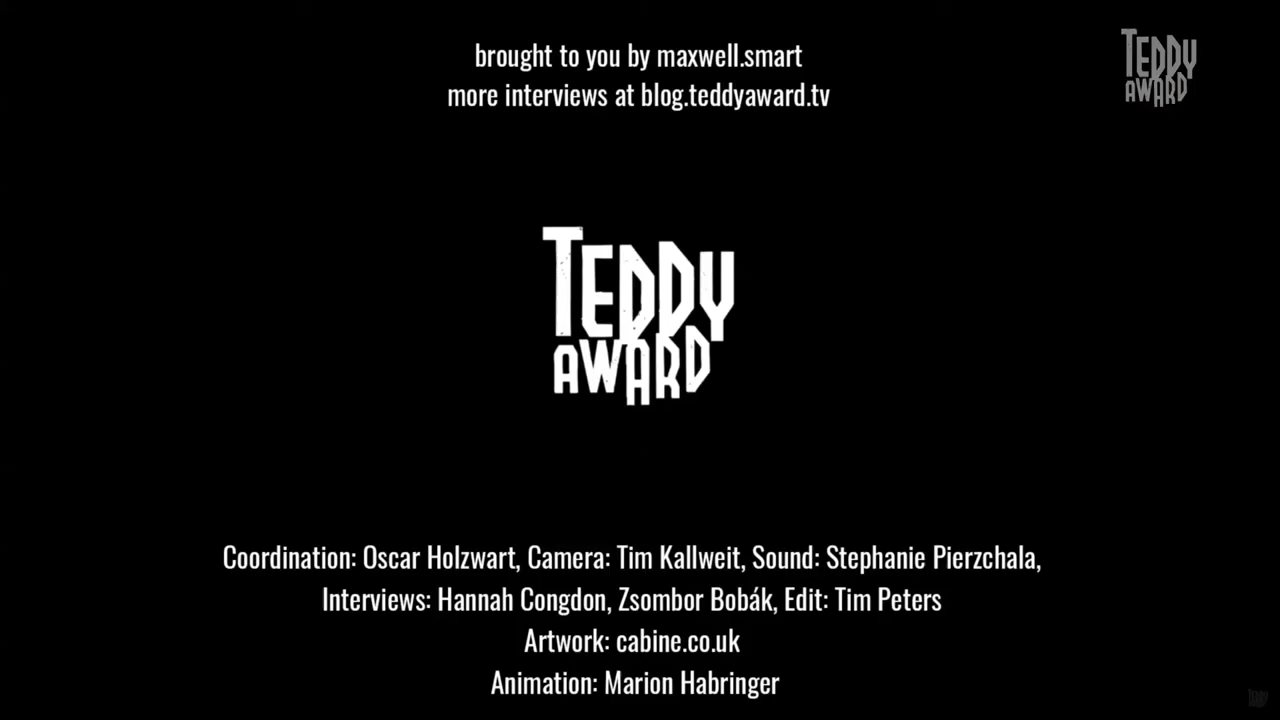 brought to you by maxwell.smart
more interviews at blog.teddyaward.tv
TEDDY
AWARD
TEDDY
AWARD
Coordination: Oscar Holzwart, Camera: Tim Kallweit, Sound: Stephanie Pierzchala,
Interviews: Hannah Congdon, Zsombor Bobák, Edit: Tim Peters
Artwork: cabine.co.uk
Animation: Marion Habringer
TEDDY
AWARD